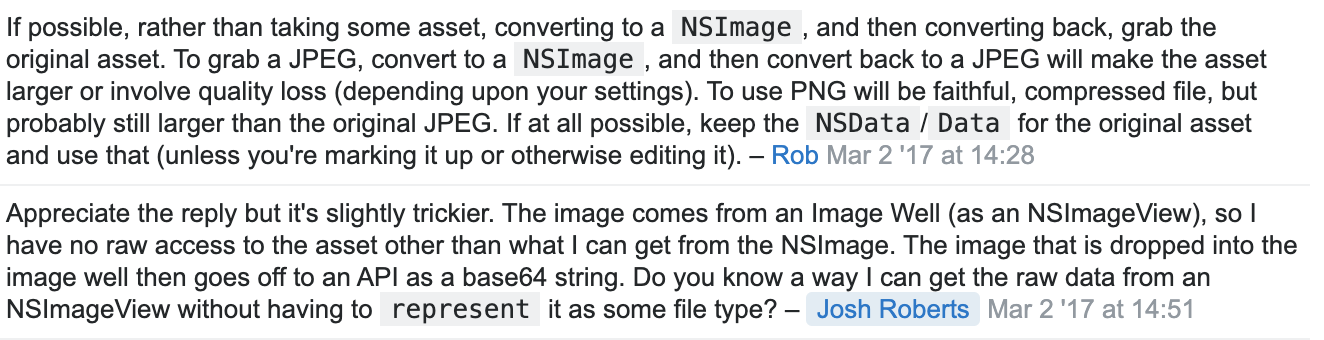 If possible, rather than taking some asset, converting to a NSImage , and then converting back, grab the
original asset. To grab a JPEG, convert to a NSImage , and then convert back to a JPEG will make the asset
larger or involve quality loss (depending upon your settings). To use PNG will be faithful, compressed file, but
probably still larger than the original JPEG. If at all possible, keep the NSData / Data for the original asset
and use that (unless you're marking it up or otherwise editing it). – Rob Mar 2 '17 at 14:28
Appreciate the reply but it's slightly trickier. The image comes from an Image Well (as an NSImageView), so I
have no raw access to the asset other than what I can get from the NSImage. The image that is dropped into the
image well then goes off to an API as a base64 string. Do you know a way I can get the raw data from an
NSImageView without having to represent it as some file type? – Josh Roberts Mar 2 '17 at 14:51